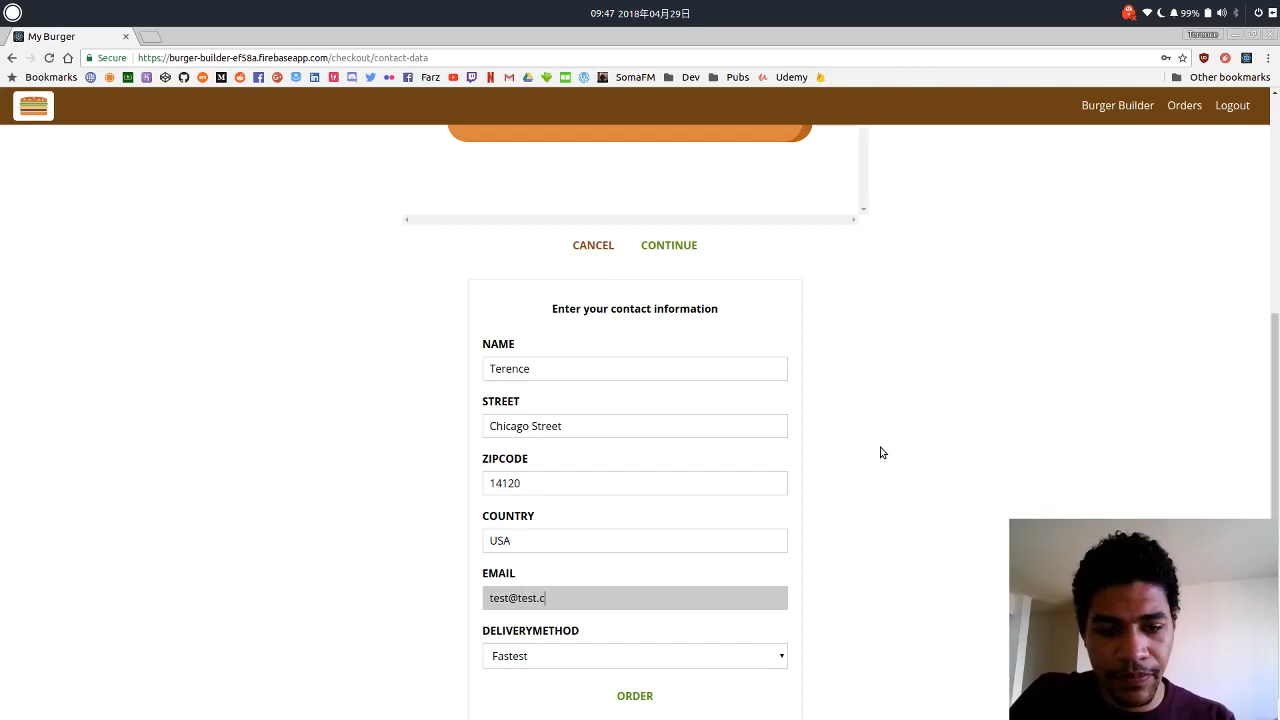 09:47 2018年04月29日
99%
My Burger
Terence
Secure https://burger-builder-ef58a.firebaseapp.com/checkout/contact-data
Bookmarks Farz SomaFM Dev Pubs Udemy Other bookmarks
Burger Builder Orders Logout
CANCEL CONTINUE
Enter your contact information
NAME
Terence
STREET
Chicago Street
ZIPCODE
14120
COUNTRY
USA
EMAIL
test@test.c
DELIVERYMETHOD
Fastest
ORDER